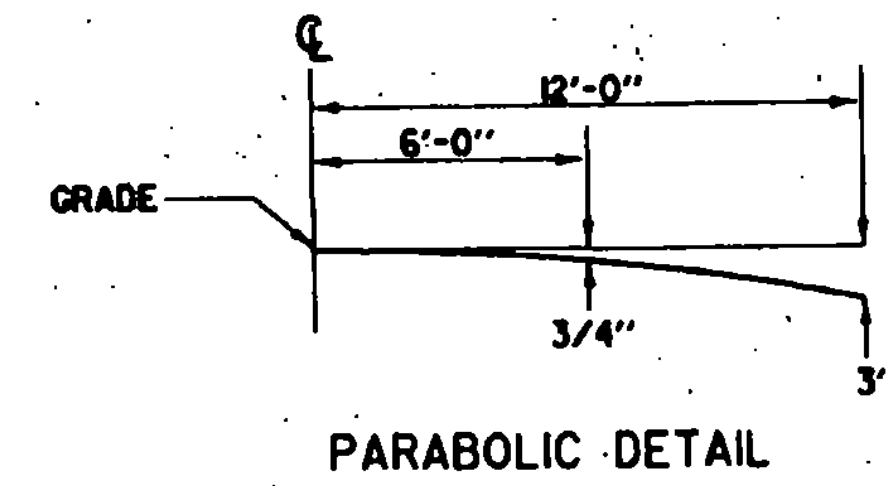 ℄
12'-0"
6'-0"
GRADE
3/4"
3'
PARABOLIC DETAIL